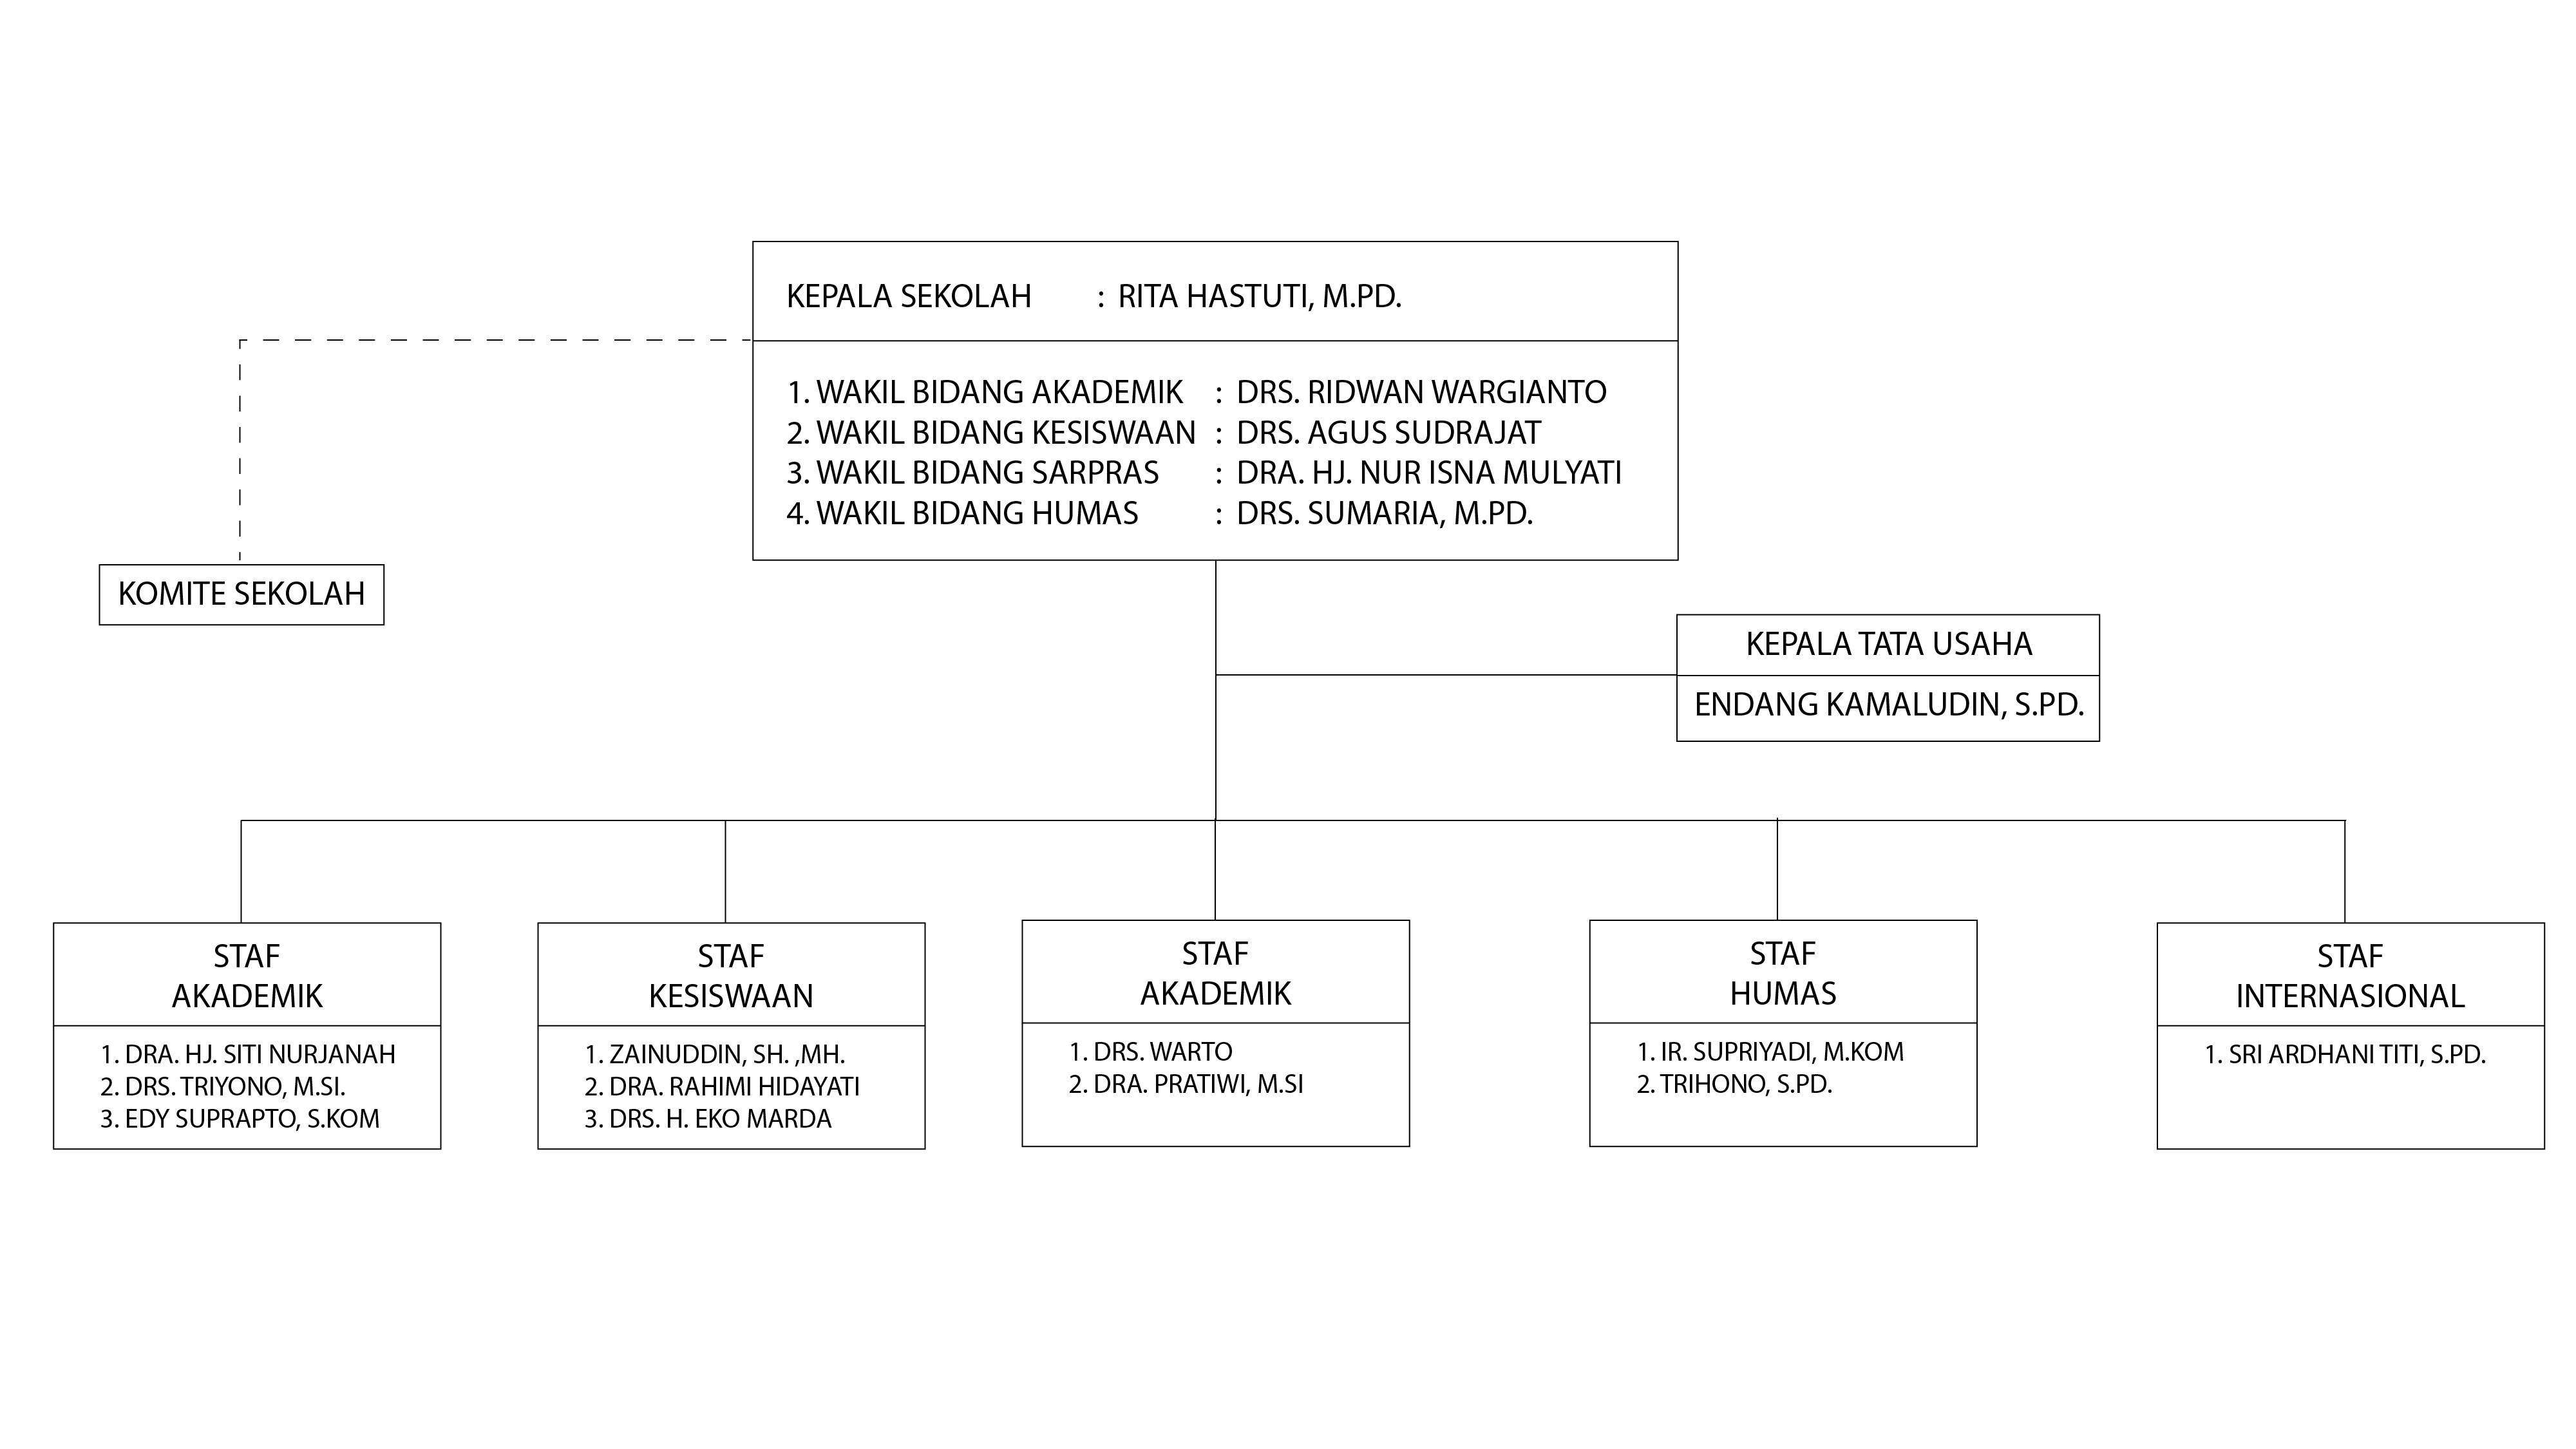 KEPALA SEKOLAH : RITA HASTUTI, M.PD.
1. WAKIL BIDANG AKADEMIK : DRS. RIDWAN WARGIANTO
2. WAKIL BIDANG KESISWAAN : DRS. AGUS SUDRAJAT
3. WAKIL BIDANG SARPRAS : DRA. HJ. NUR ISNA MULYATI
4. WAKIL BIDANG HUMAS : DRS. SUMARIA, M.PD.
KOMITE SEKOLAH
KEPALA TATA USAHA
ENDANG KAMALUDIN, S.PD.
STAF
AKADEMIK
1. DRA. HJ. SITI NURJANAH
2. DRS. TRIYONO, M.SI.
3. EDY SUPRAPTO, S.KOM
STAF
KESISWAAN
1. ZAINUDDIN, SH. ,MH.
2. DRA. RAHIMI HIDAYATI
3. DRS. H. EKO MARDA
STAF
AKADEMIK
1. DRS. WARTO
2. DRA. PRATIWI, M.SI
STAF
HUMAS
1. IR. SUPRIYADI, M.KOM
2. TRIHONO, S.PD.
STAF
INTERNASIONAL
1. SRI ARDHANI TITI, S.PD.